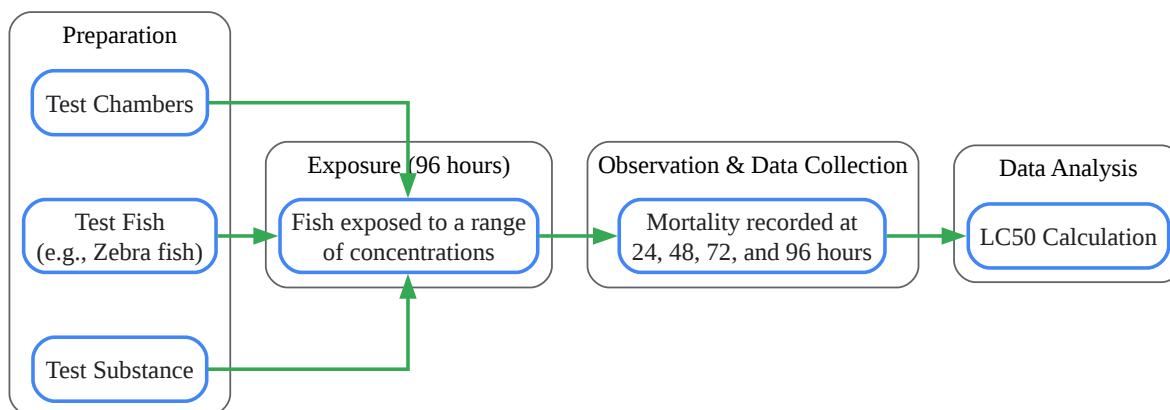 Preparation
Test Chambers
Test Fish
(e.g., Zebra fish)
Test Substance
Exposure (96 hours)
Fish exposed to a range
of concentrations
Observation & Data Collection
Mortality recorded at
24, 48, 72, and 96 hours
Data Analysis
LC50 Calculation